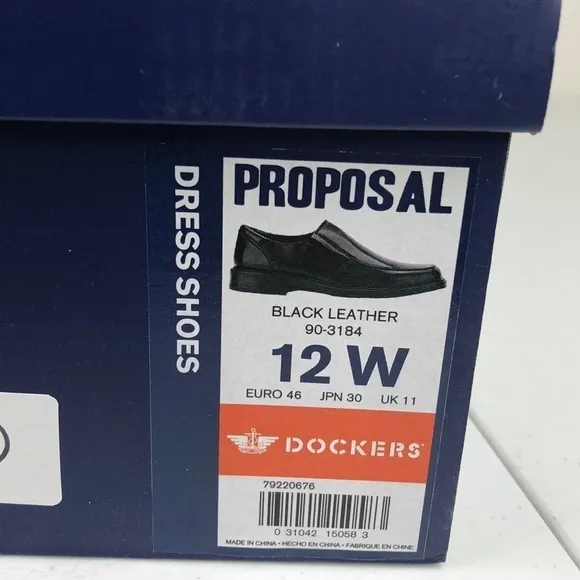 DRESS SHOES
PROPOSAL
BLACK LEATHER
90-3184
12 W
EURO 46 JPN 30 UK 11
DOCKERS
79220676
0 31042 15058 3
MADE IN CHINA • HECHO EN CHINA • FABRIQUE EN CHINE